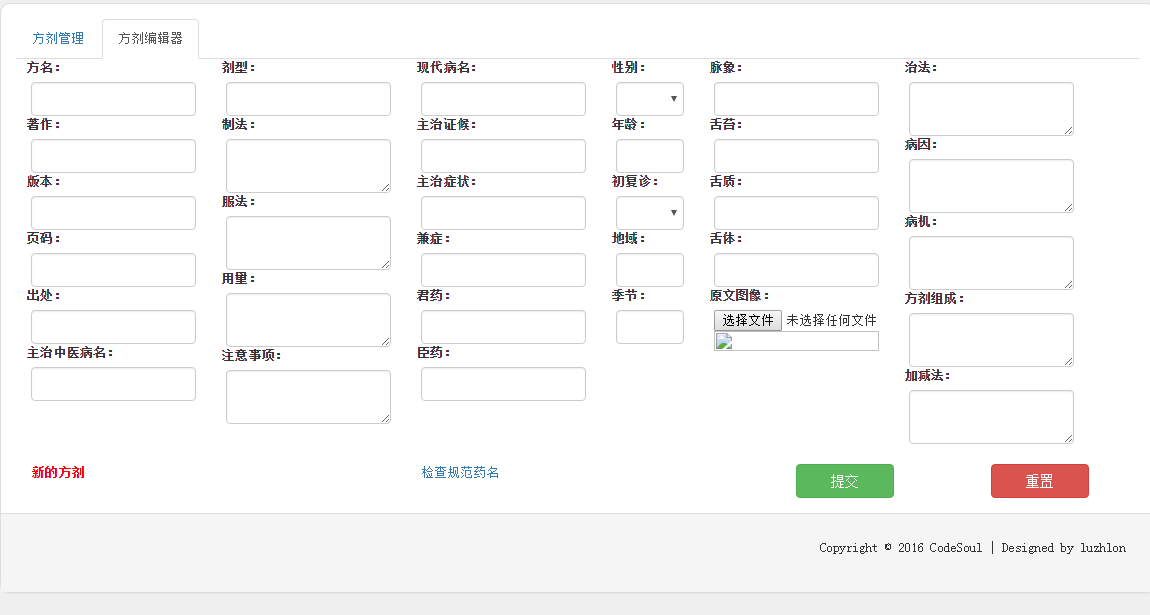 方剂管理
方剂编辑器
方名：
剂型：
现代病名：
性别：
脉象：
治法：
著作：
制法：
主治证候：
年龄：
舌苔：
病因：
版本：
服法：
主治症状：
初复诊：
舌质：
病机：
页码：
用量：
兼症：
地域：
舌体：
方剂组成：
出处：
注意事项：
君药：
季节：
原文图像：
选择文件 未选择任何文件
主治中医病名：
臣药：
加减法：
新的方剂
检查规范药名
提交
重置
Copyright © 2016 CodeSoul | Designed by luzhlon